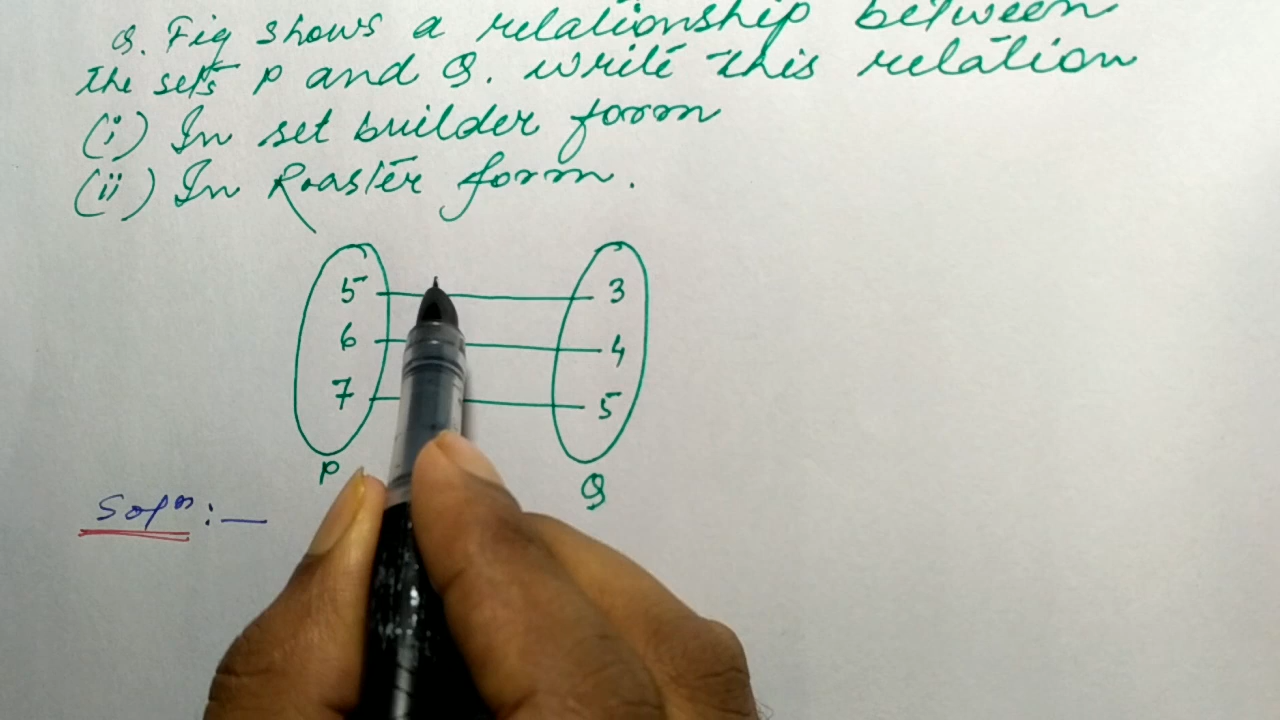 Q. Fig shows a relationship between
the sets P and Q. write this relation
(i) In set builder form
(ii) In Roaster form.
5 3
6 4
7 5
P Q
Solⁿ :—